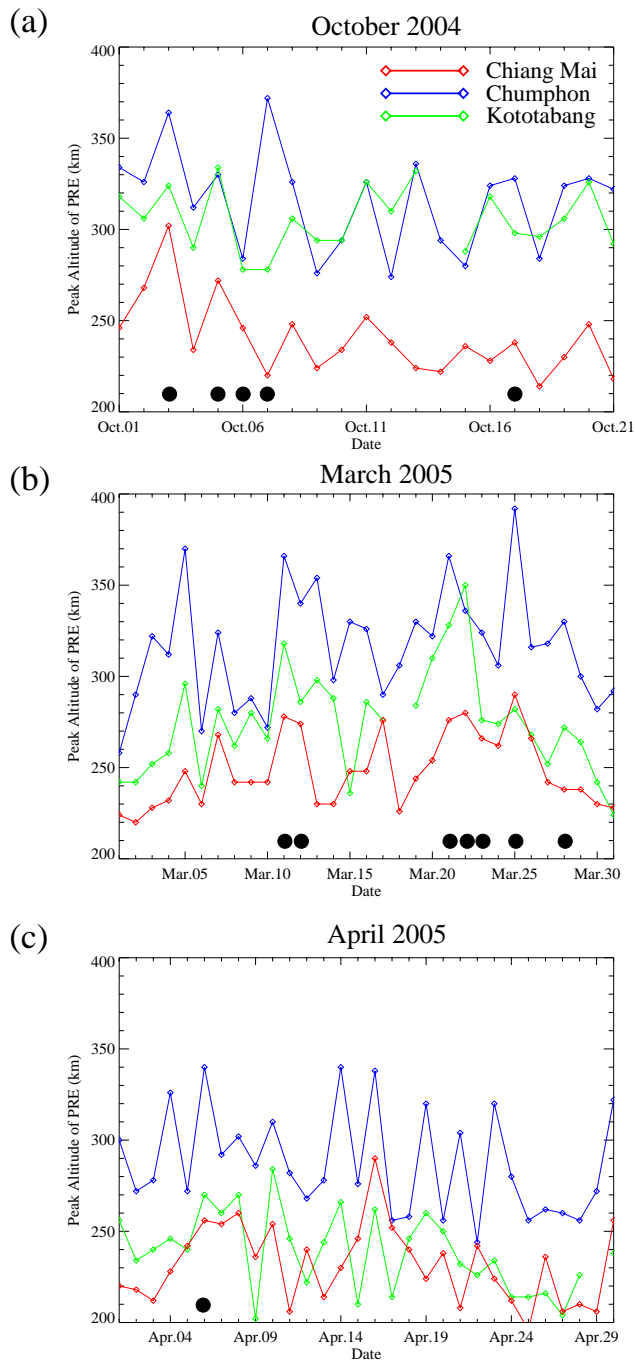 (a)
October 2004
Chiang Mai
Chumphon
Kototabang
400
350
300
250
200
Peak Altitude of PRE (km)
Oct.01 Oct.06 Oct.11 Oct.16 Oct.21
Date
(b)
March 2005
400
350
300
250
200
Peak Altitude of PRE (km)
Mar.05 Mar.10 Mar.15 Mar.20 Mar.25 Mar.30
Date
(c)
April 2005
400
350
300
250
200
Peak Altitude of PRE (km)
Apr.04 Apr.09 Apr.14 Apr.19 Apr.24 Apr.29
Date